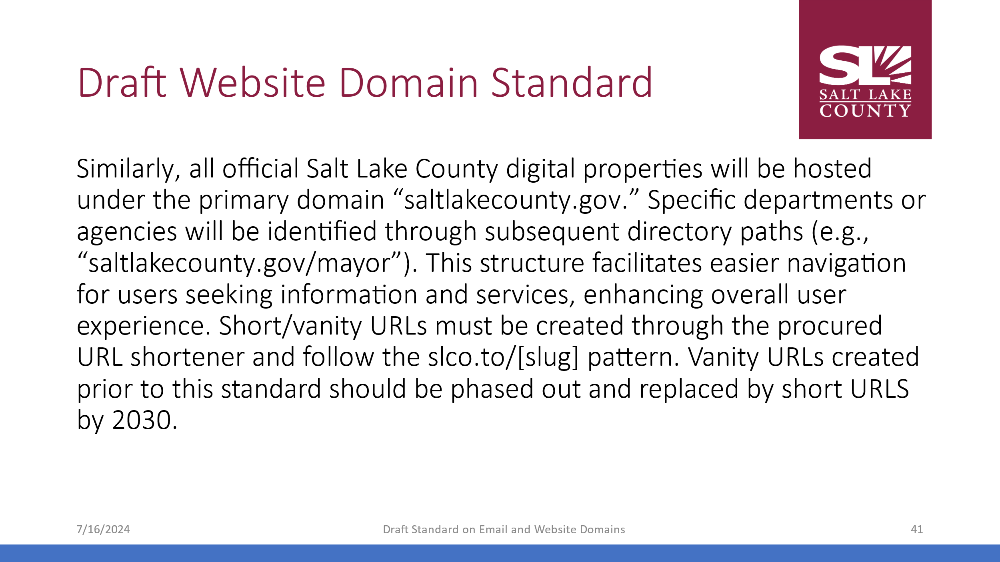 Draft Website Domain Standard
SL
SALT LAKE
COUNTY
Similarly, all official Salt Lake County digital properties will be hosted
under the primary domain “saltlakecounty.gov.” Specific departments or
agencies will be identified through subsequent directory paths (e.g.,
“saltlakecounty.gov/mayor”). This structure facilitates easier navigation
for users seeking information and services, enhancing overall user
experience. Short/vanity URLs must be created through the procured
URL shortener and follow the slco.to/[slug] pattern. Vanity URLs created
prior to this standard should be phased out and replaced by short URLS
by 2030.
7/16/2024
Draft Standard on Email and Website Domains
41